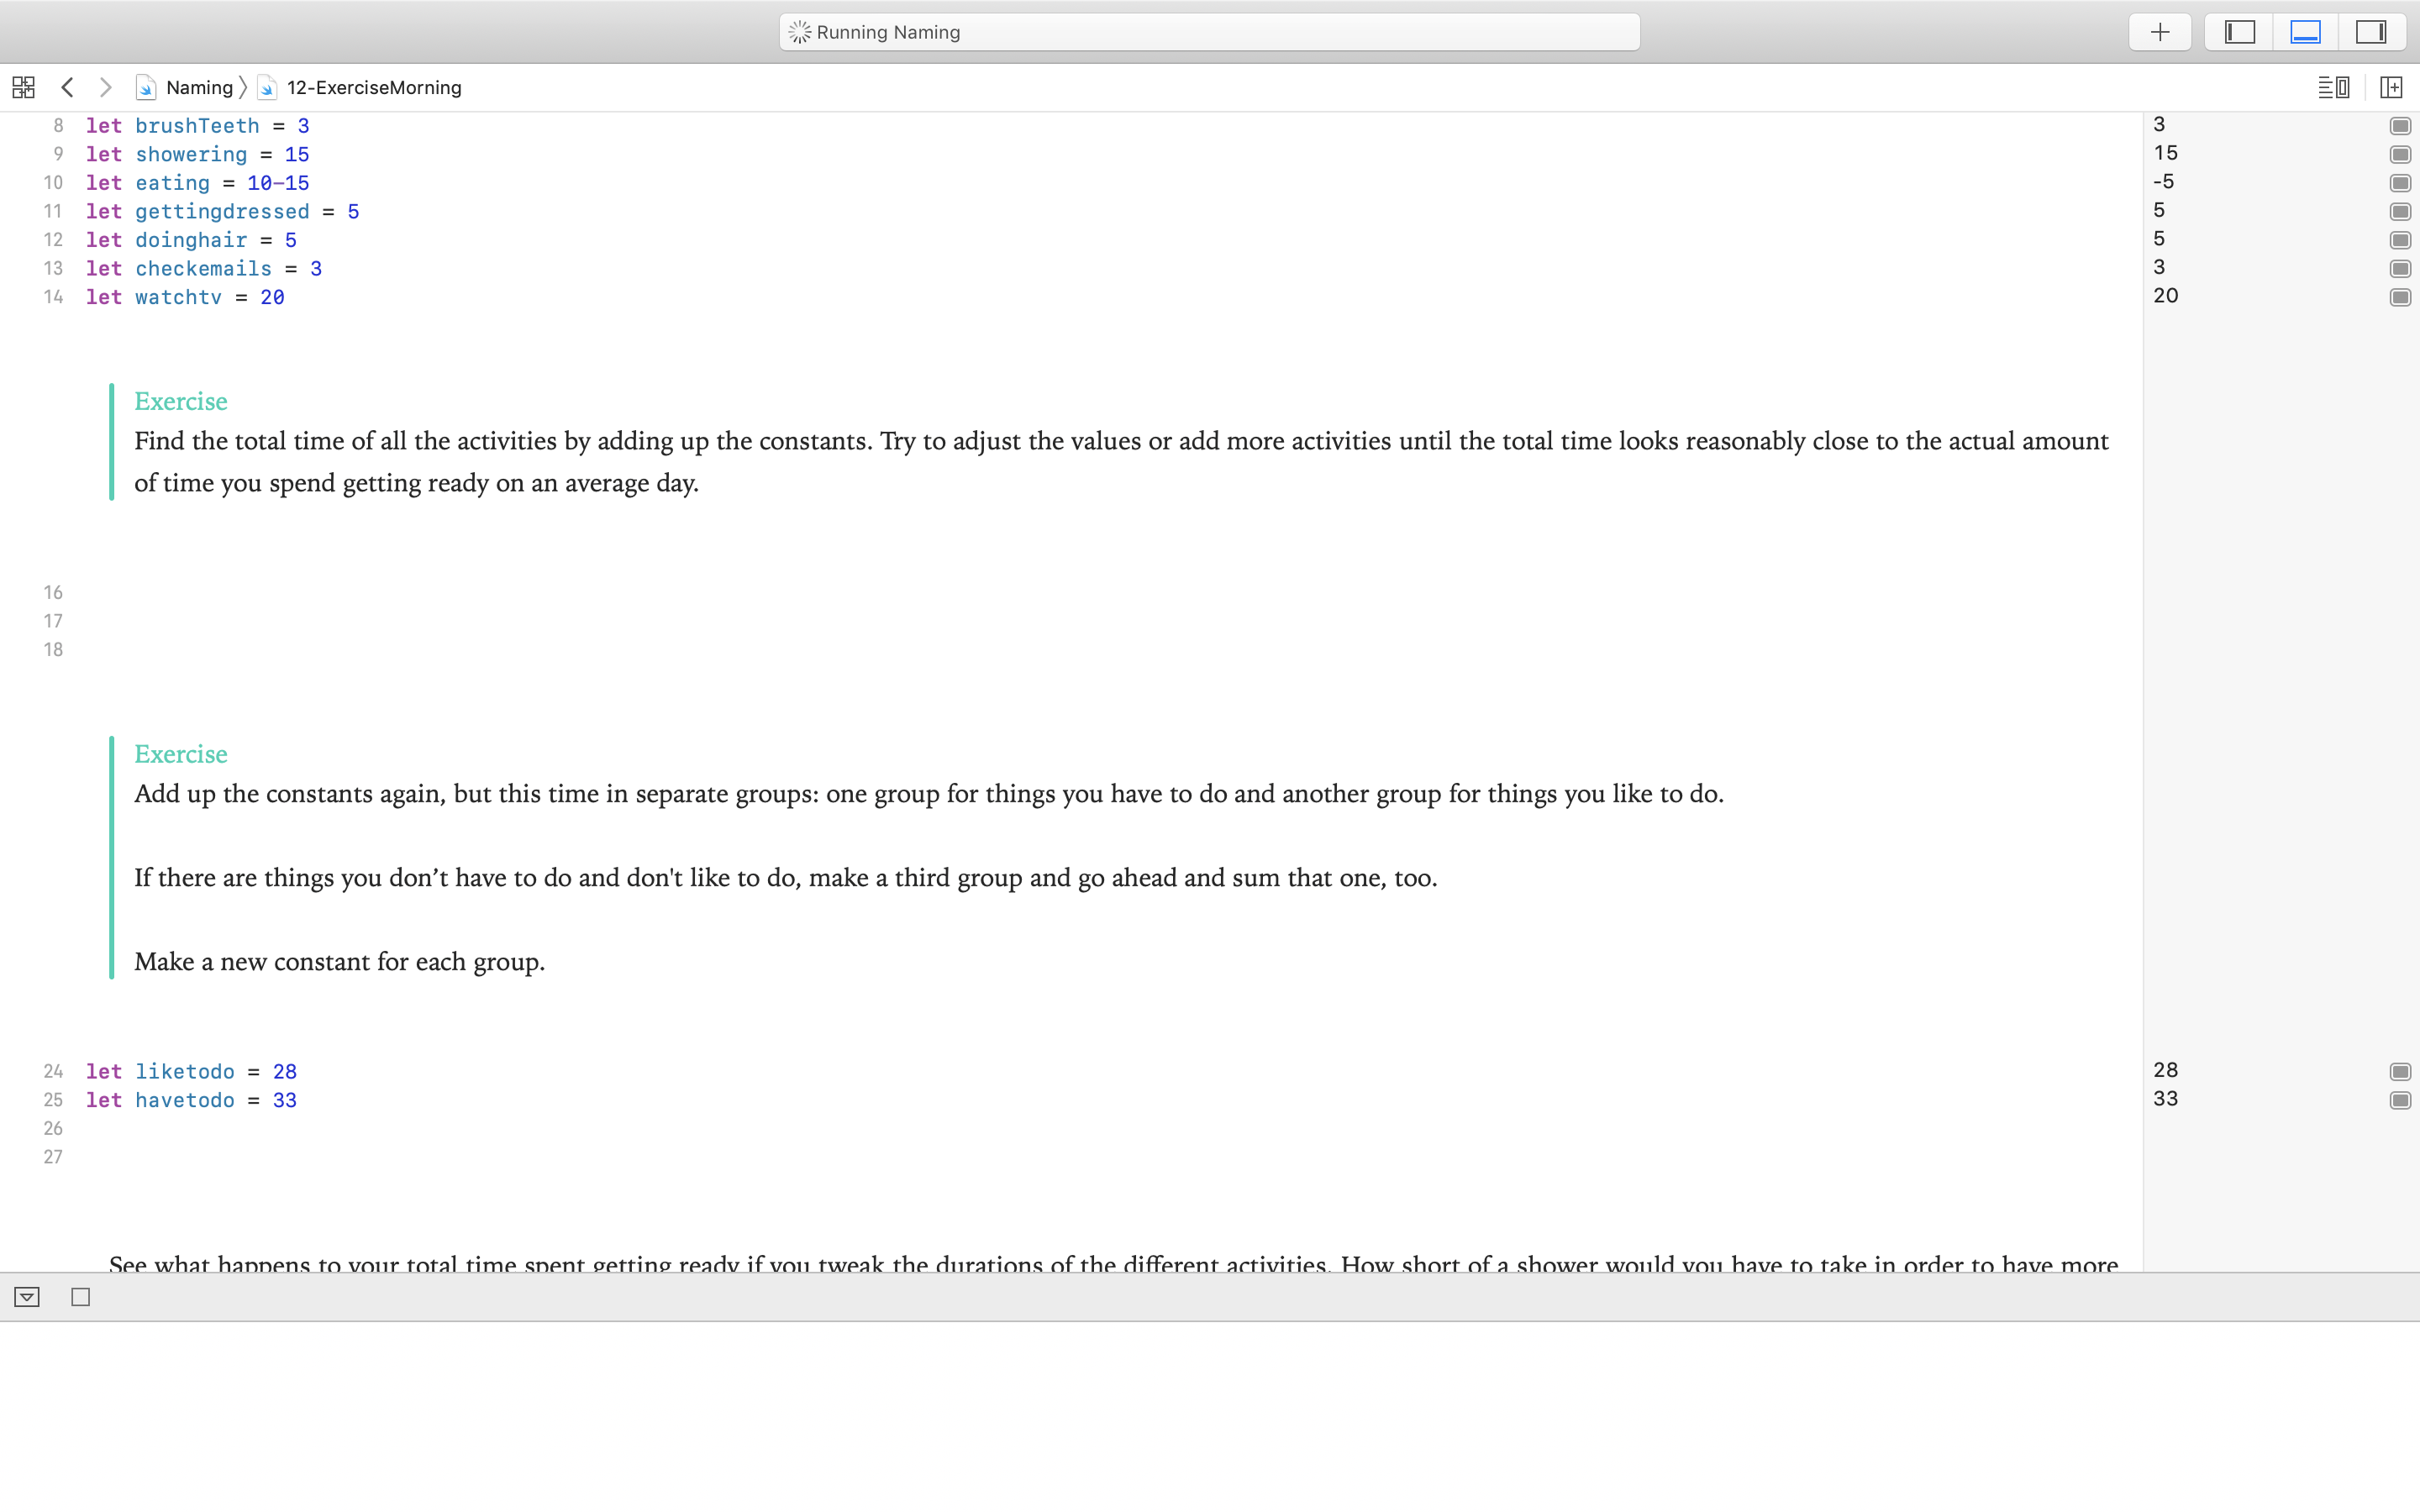 Running Naming
Naming 〉 12-ExerciseMorning
8 let brushTeeth = 3 3
9 let showering = 15 15
10 let eating = 10-15 -5
11 let gettingdressed = 5 5
12 let doinghair = 5 5
13 let checkemails = 3 3
14 let watchtv = 20 20
Exercise
Find the total time of all the activities by adding up the constants. Try to adjust the values or add more activities until the total time looks reasonably close to the actual amount
of time you spend getting ready on an average day.
16
17
18
Exercise
Add up the constants again, but this time in separate groups: one group for things you have to do and another group for things you like to do.
If there are things you don’t have to do and don't like to do, make a third group and go ahead and sum that one, too.
Make a new constant for each group.
24 let liketodo = 28 28
25 let havetodo = 33 33
26
27
See what happens to your total time spent getting ready if you tweak the durations of the different activities. How short of a shower would you have to take in order to have more